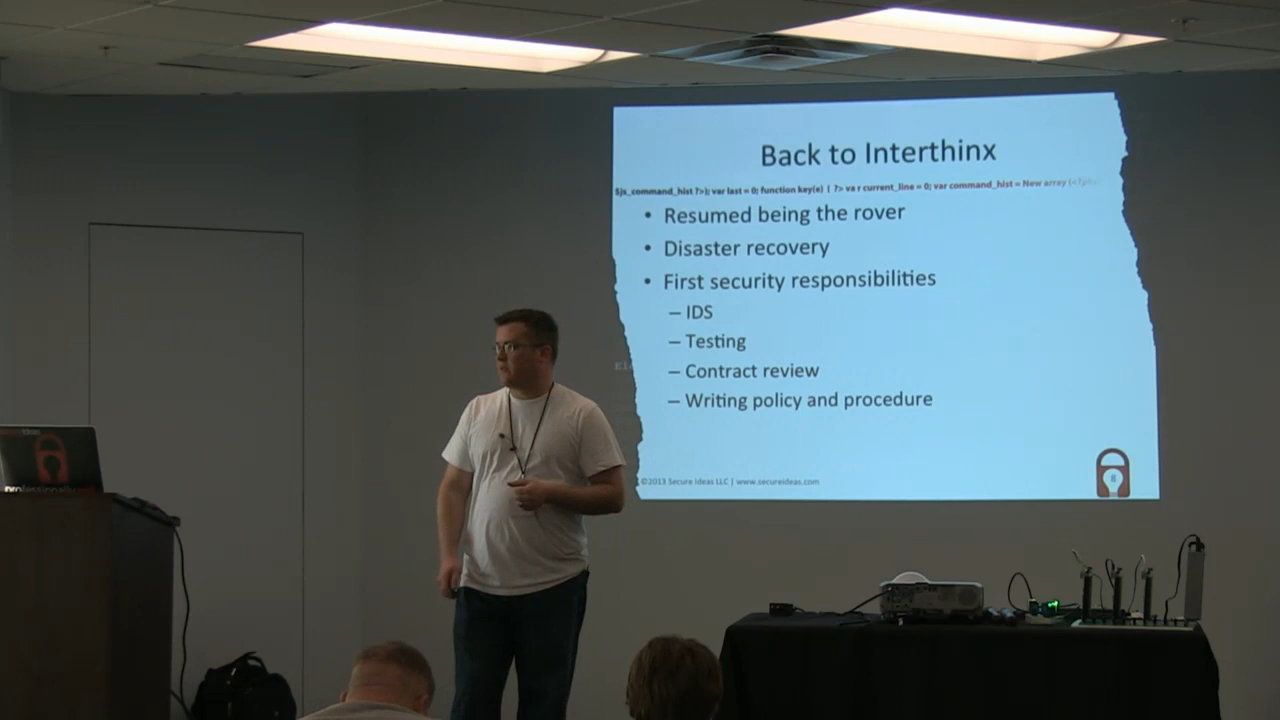 Back to Interthinx
$js_command_hist ?>); var last = 0; function key(e) { ?> va r current_line = 0; var command_hist = New array (<?php
• Resumed being the rover
• Disaster recovery
• First security responsibilities
– IDS
– Testing
– Contract review
– Writing policy and procedure
©2013 Secure Ideas LLC | www.secureideas.com
8